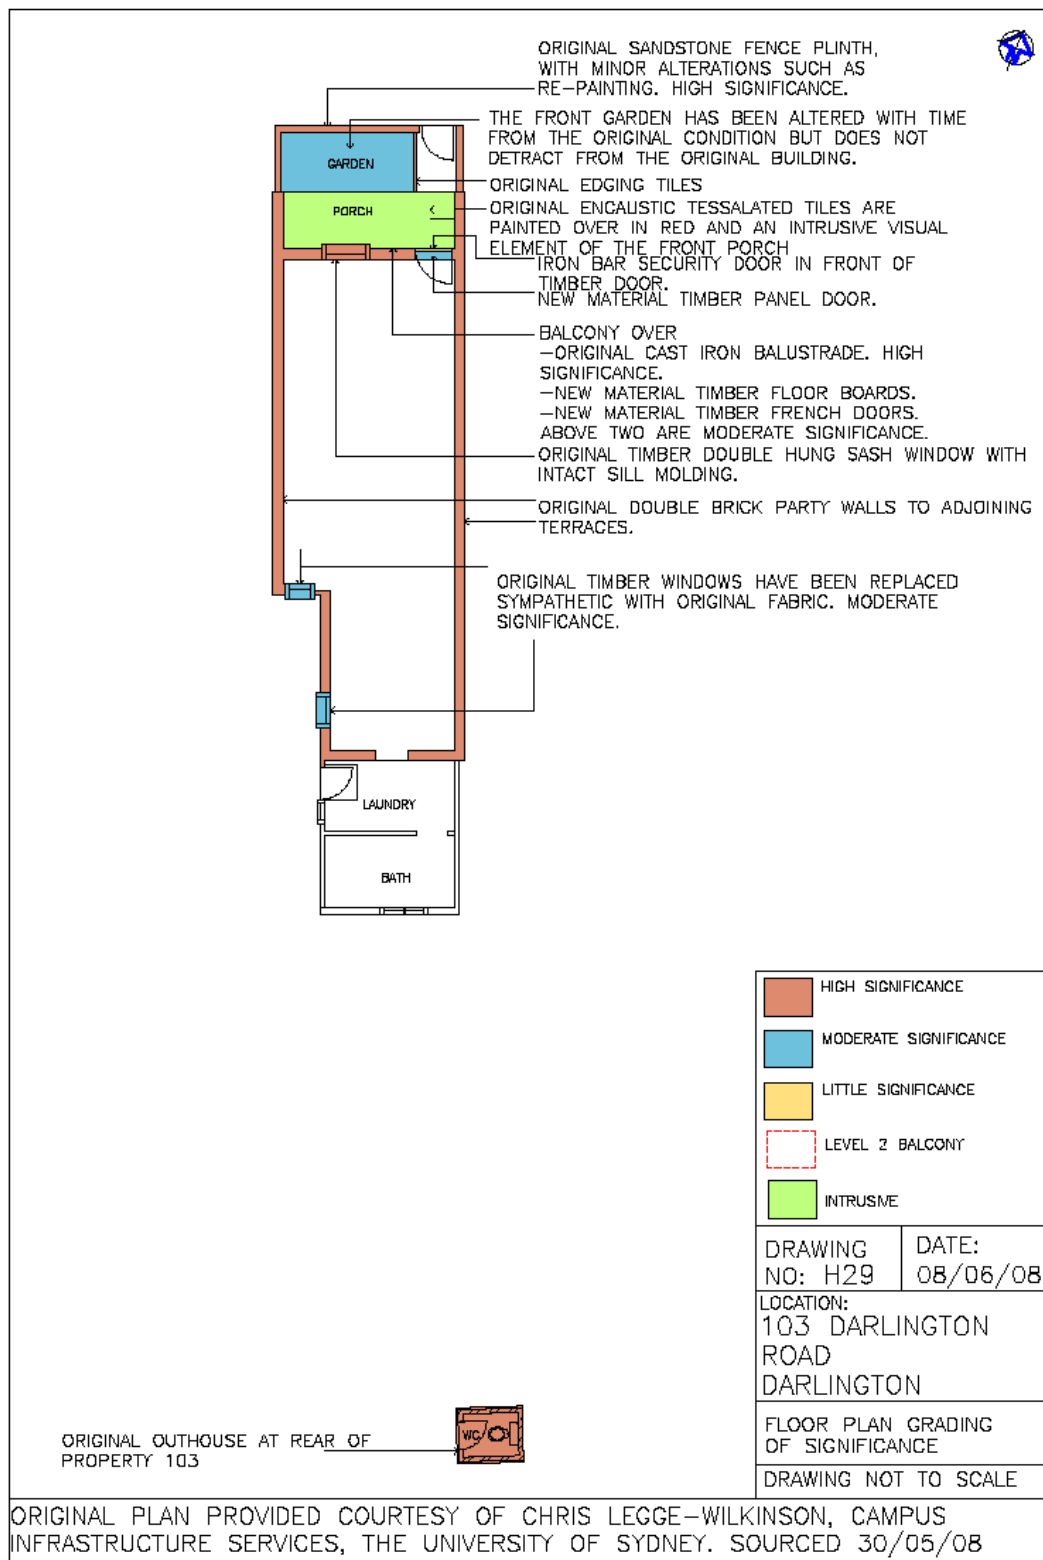 ORIGINAL SANDSTONE FENCE PLINTH,
WITH MINOR ALTERATIONS SUCH AS
RE-PAINTING. HIGH SIGNIFICANCE.
THE FRONT GARDEN HAS BEEN ALTERED WITH TIME
FROM THE ORIGINAL CONDITION BUT DOES NOT
DETRACT FROM THE ORIGINAL BUILDING.
GARDEN
ORIGINAL EDGING TILES
PORCH
ORIGINAL ENCAUSTIC TESSALATED TILES ARE
PAINTED OVER IN RED AND AN INTRUSIVE VISUAL
ELEMENT OF THE FRONT PORCH
IRON BAR SECURITY DOOR IN FRONT OF
TIMBER DOOR.
NEW MATERIAL TIMBER PANEL DOOR.
BALCONY OVER
-ORIGINAL CAST IRON BALUSTRADE. HIGH
SIGNIFICANCE.
-NEW MATERIAL TIMBER FLOOR BOARDS.
-NEW MATERIAL TIMBER FRENCH DOORS.
ABOVE TWO ARE MODERATE SIGNIFICANCE.
ORIGINAL TIMBER DOUBLE HUNG SASH WINDOW WITH
INTACT SILL MOLDING.
ORIGINAL DOUBLE BRICK PARTY WALLS TO ADJOINING
TERRACES.
ORIGINAL TIMBER WINDOWS HAVE BEEN REPLACED
SYMPATHETIC WITH ORIGINAL FABRIC. MODERATE
SIGNIFICANCE.
LAUNDRY
BATH
HIGH SIGNIFICANCE
MODERATE SIGNIFICANCE
LITTLE SIGNIFICANCE
LEVEL 2 BALCONY
INTRUSIVE
DRAWING
NO: H29
DATE:
08/06/08
LOCATION:
103 DARLINGTON
ROAD
DARLINGTON
FLOOR PLAN GRADING
OF SIGNIFICANCE
DRAWING NOT TO SCALE
WC
ORIGINAL OUTHOUSE AT REAR OF
PROPERTY 103
ORIGINAL PLAN PROVIDED COURTESY OF CHRIS LEGGE-WILKINSON, CAMPUS
INFRASTRUCTURE SERVICES, THE UNIVERSITY OF SYDNEY. SOURCED 30/05/08